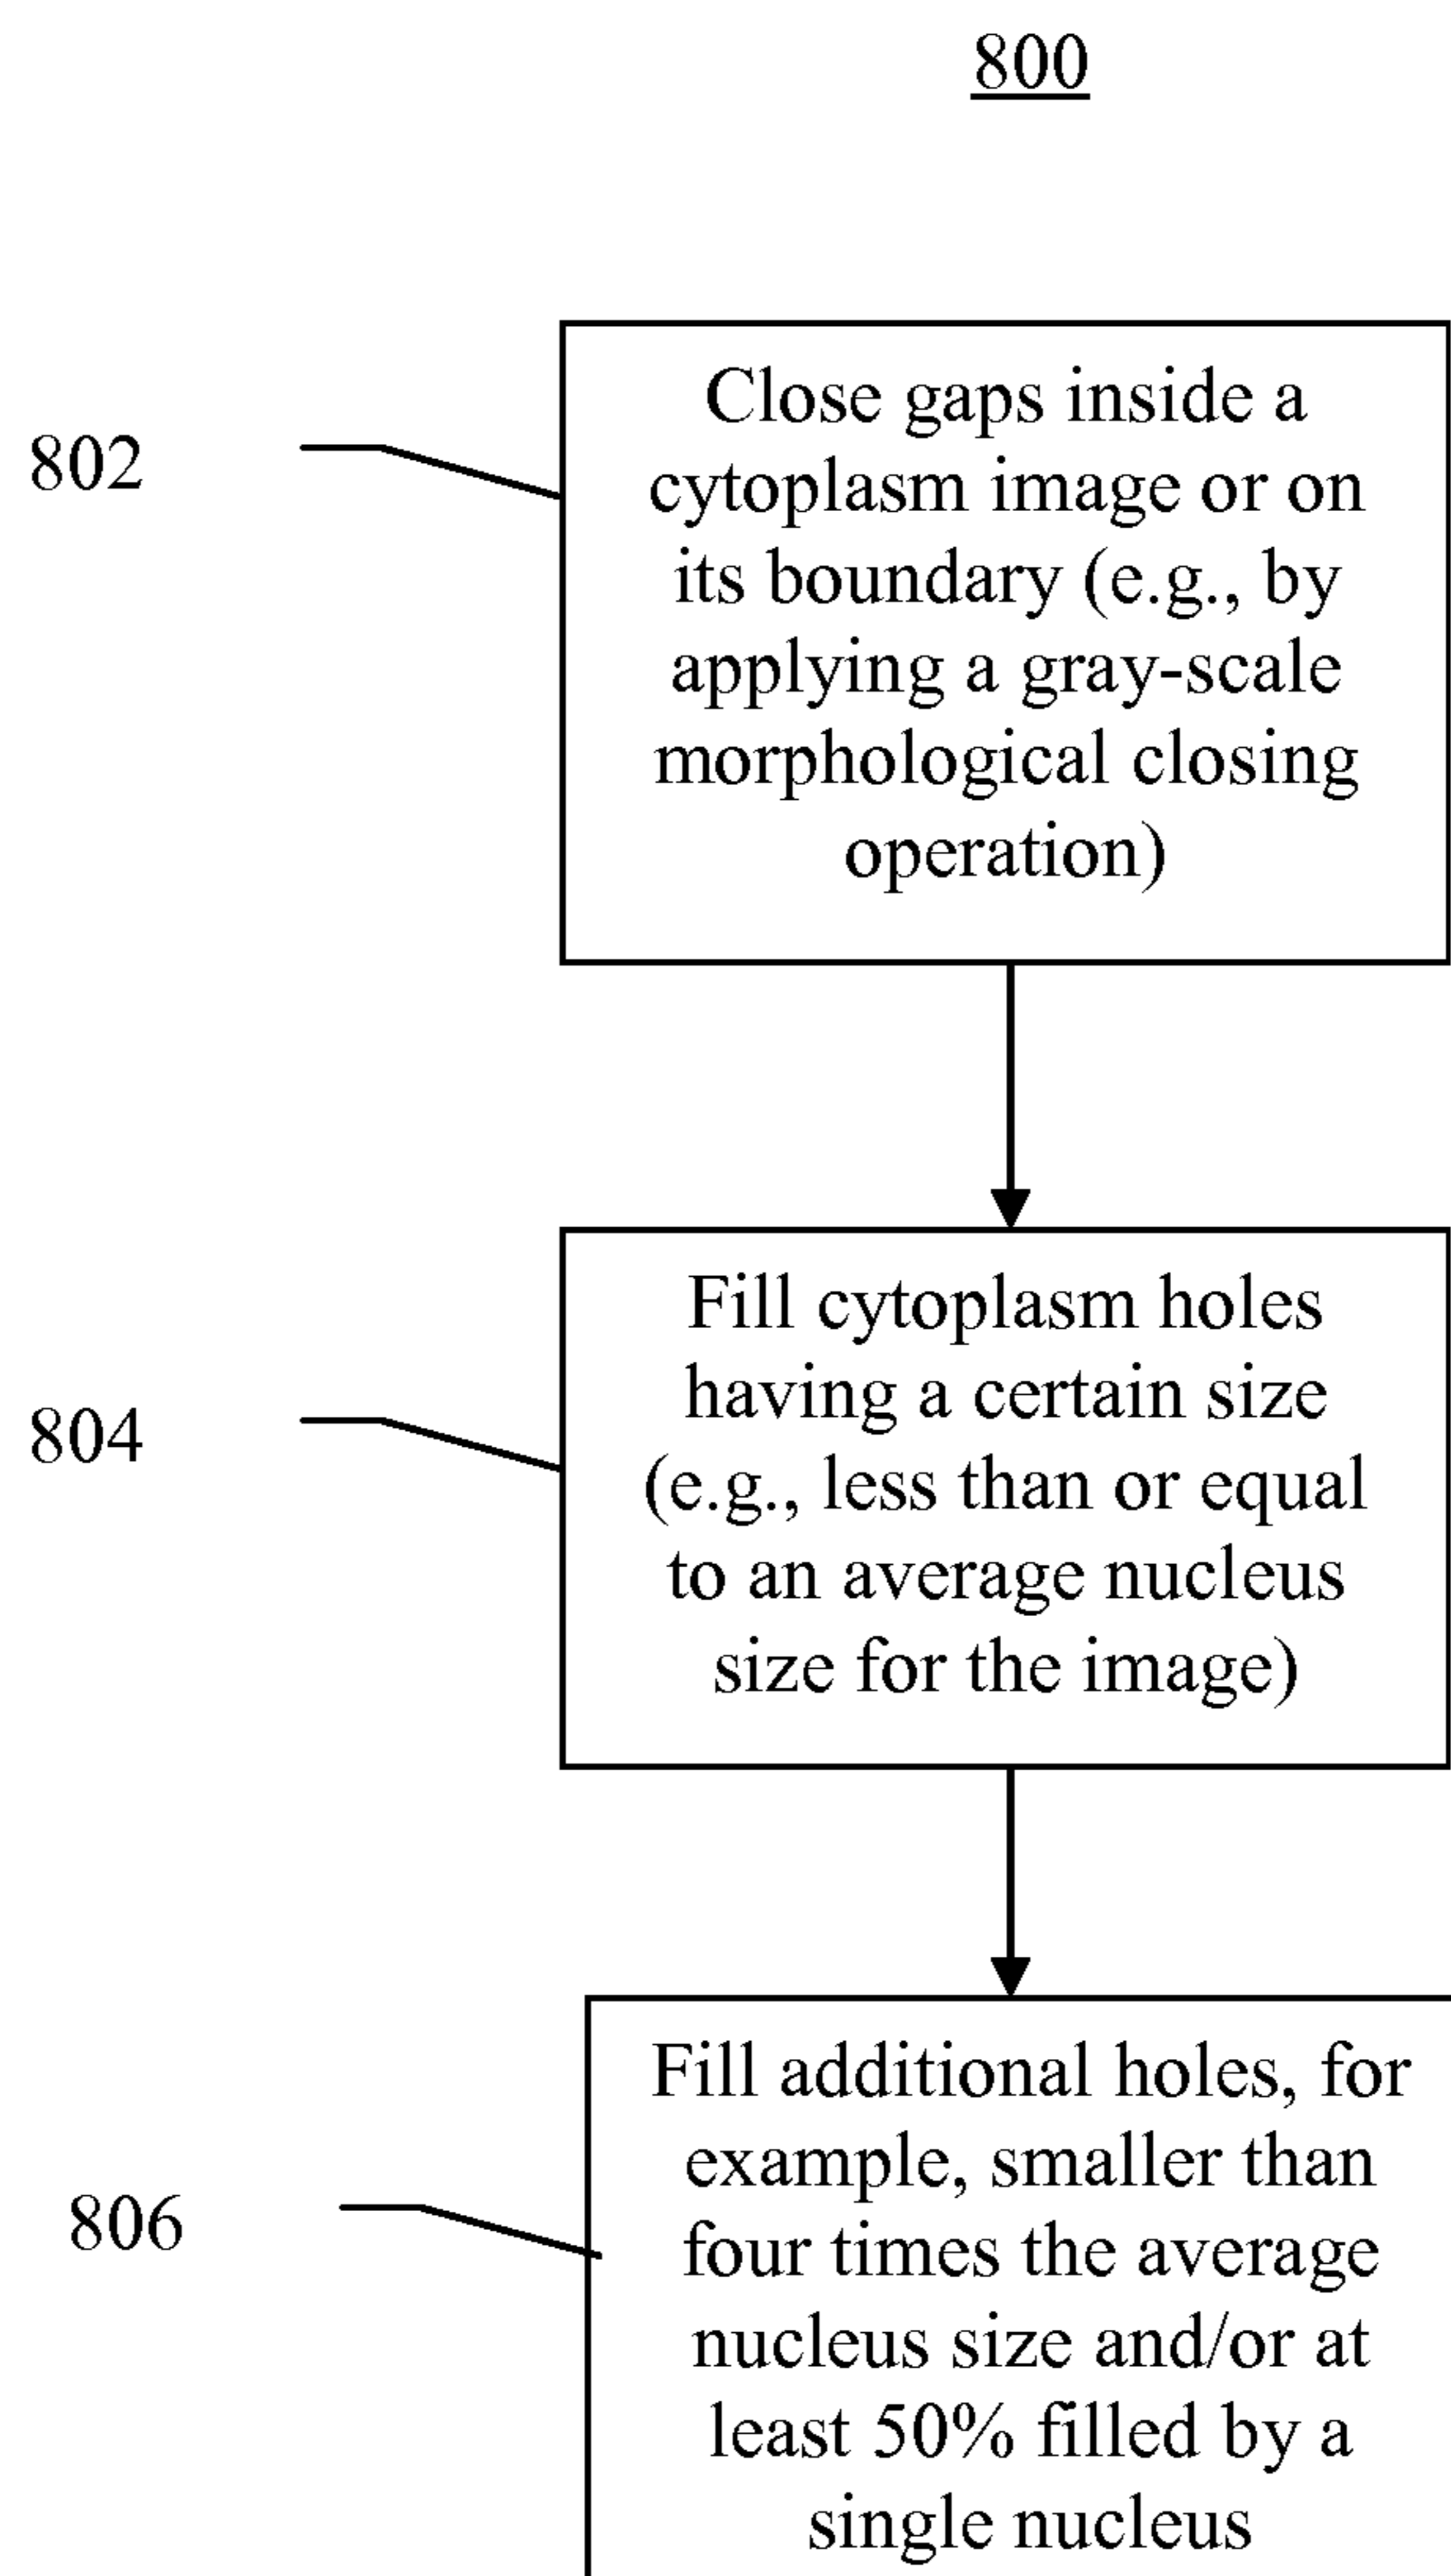 800
802
Close gaps inside a
cytoplasm image or on
its boundary (e.g., by
applying a gray-scale
morphological closing
operation)
804
Fill cytoplasm holes
having a certain size
(e.g., less than or equal
to an average nucleus
size for the image)
806
Fill additional holes, for
example, smaller than
four times the average
nucleus size and/or at
least 50% filled by a
single nucleus